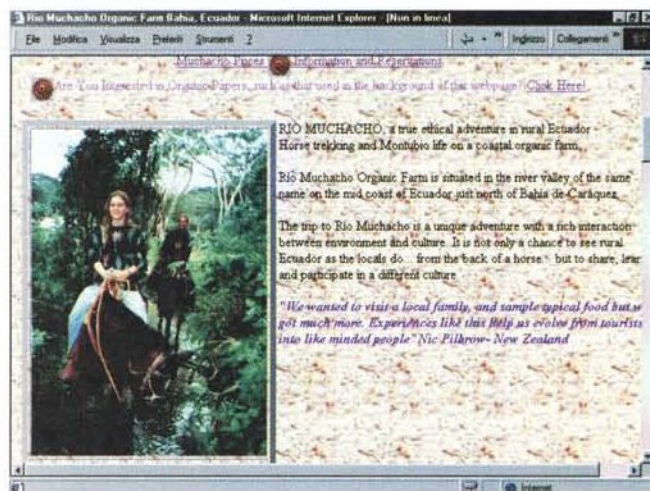 Rio Muchacho Organic Farm Bahia, Ecuador - Microsoft Internet Explorer - [Non in linea]
File Modifica Visualizza Preferiti Strumenti ? Indirizzo Collegamenti
Muchacho Prices Information and Reservations
Are You Interested in Organic Papers, such as that used in the background of this webpage? Click Here!
RIO MUCHACHO, a true ethical adventure in rural Ecuador
Horse trekking and Montubio life on a coastal organic farm.
Río Muchacho Organic Farm is situated in the river valley of the same
name on the mid coast of Ecuador just north of Bahia de Caráquez
The trip to Río Muchacho is a unique adventure with a rich interaction
between environment and culture. It is not only a chance to see rural
Ecuador as the locals do... from the back of a horse... but to share, lear
and participate in a different culture
"We wanted to visit a local family, and sample typical food but w
got much more. Experiences like this help us evolve from tourists
into like minded people" Nic Pilbrow- New Zealand
Internet